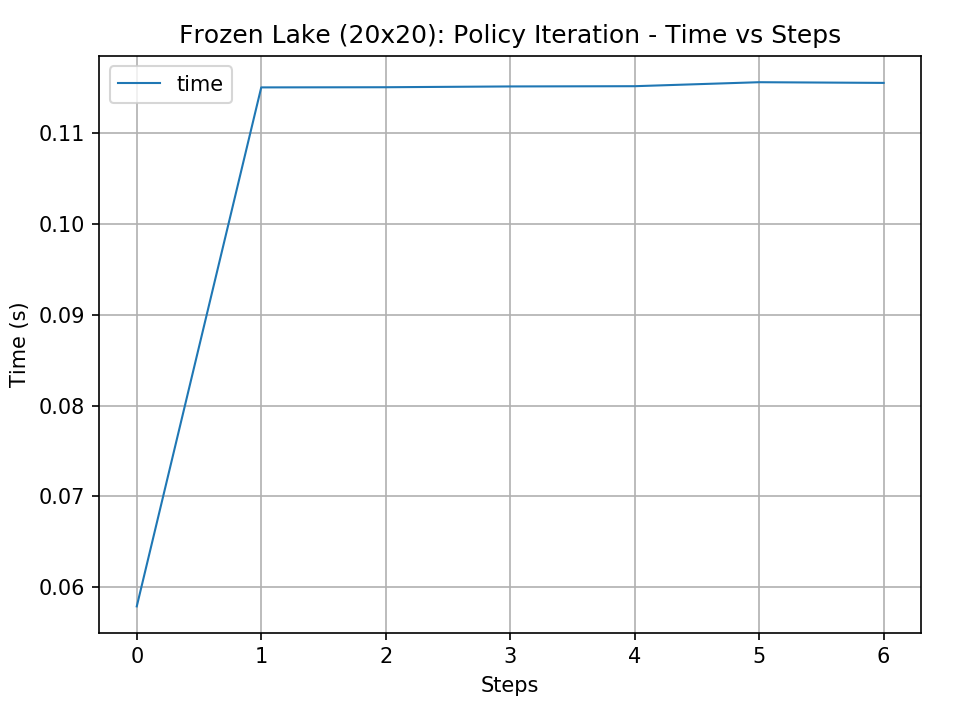 Frozen Lake (20x20): Policy Iteration - Time vs Steps
time
0.11
0.10
0.09
0.08
0.07
0.06
Time (s)
0 1 2 3 4 5 6
Steps